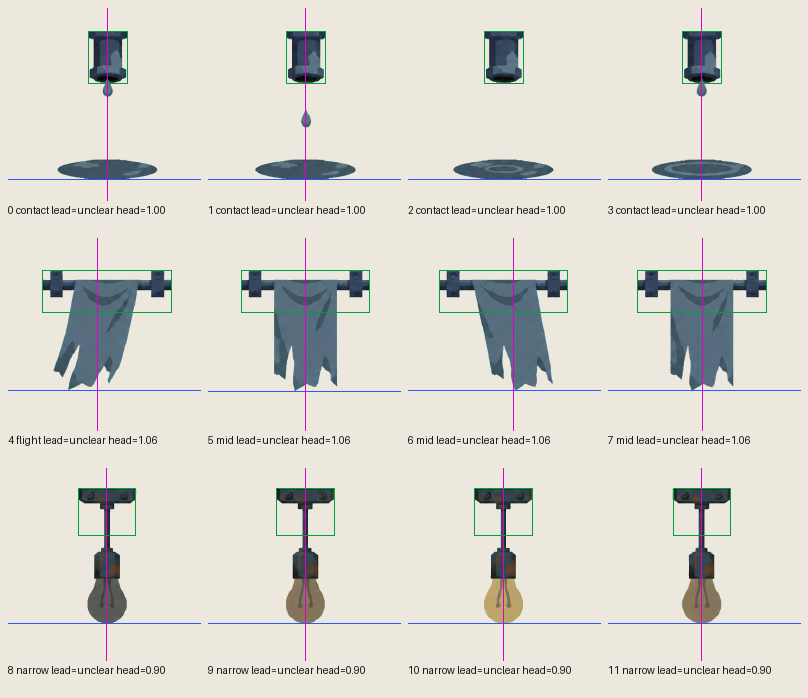 0 contact lead=unclear head=1.00
1 contact lead=unclear head=1.00
2 contact lead=unclear head=1.00
3 contact lead=unclear head=1.00
4 flight lead=unclear head=1.06
5 mid lead=unclear head=1.06
6 mid lead=unclear head=1.06
7 mid lead=unclear head=1.06
8 narrow lead=unclear head=0.90
9 narrow lead=unclear head=0.90
10 narrow lead=unclear head=0.90
11 narrow lead=unclear head=0.90